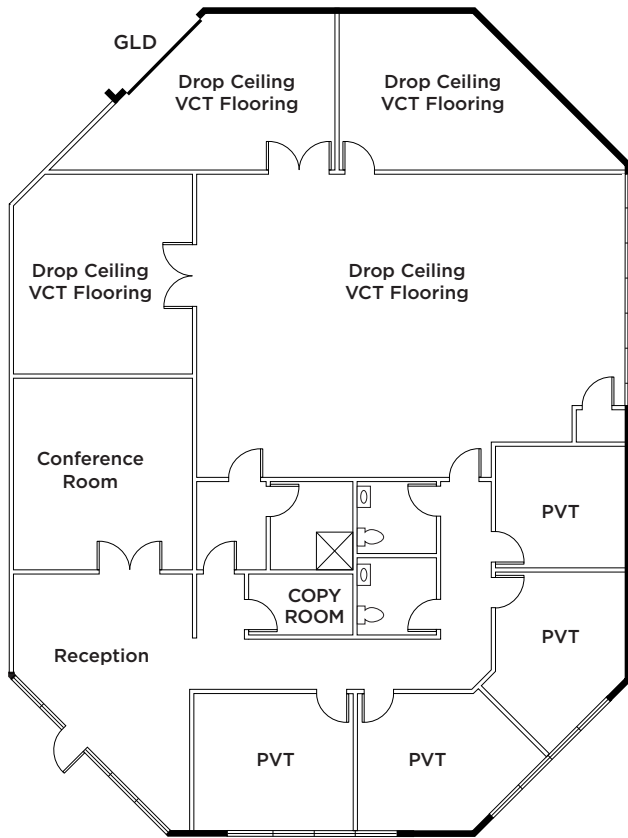 GLD
Drop Ceiling
VCT Flooring
Drop Ceiling
VCT Flooring
Drop Ceiling
VCT Flooring
Drop Ceiling
VCT Flooring
Conference
Room
PVT
COPY
ROOM
PVT
Reception
PVT
PVT